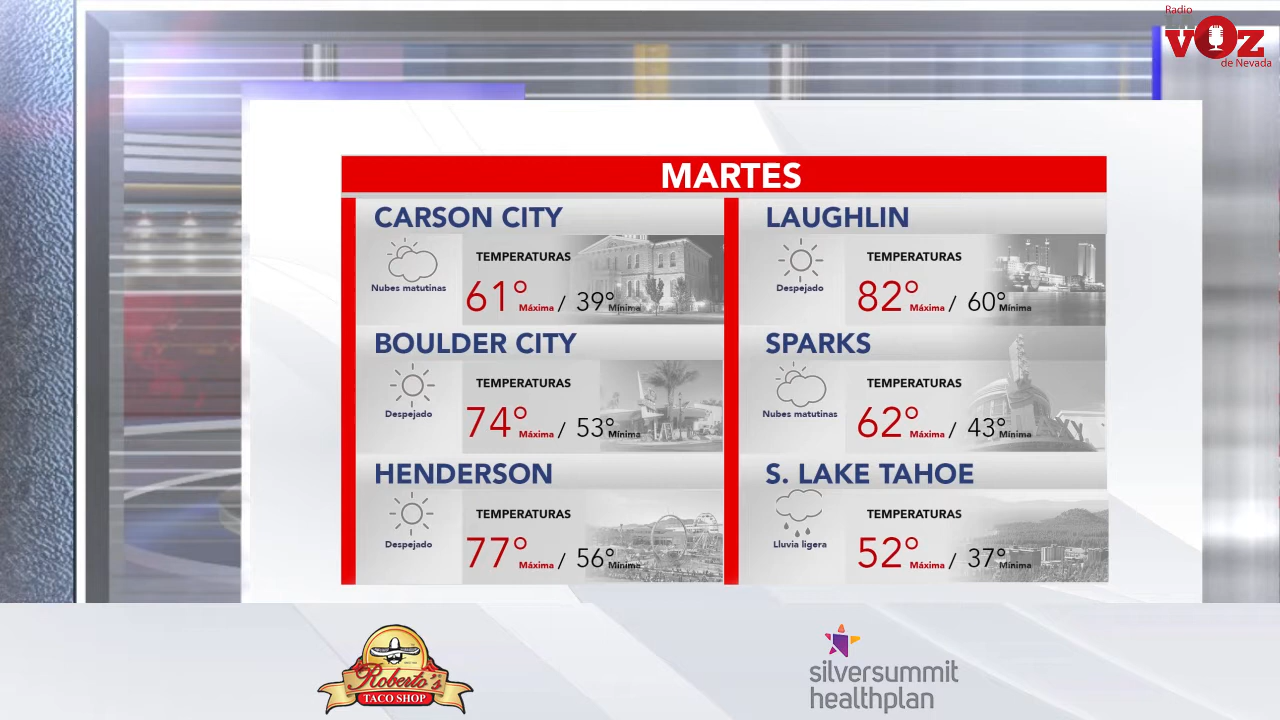 Radio
La
VOZ
de Nevada
MARTES
CARSON CITY
Nubes matutinas
TEMPERATURAS
61° Máxima / 39° Mínima
LAUGHLIN
Despejado
TEMPERATURAS
82° Máxima / 60° Mínima
BOULDER CITY
Despejado
TEMPERATURAS
74° Máxima / 53° Mínima
SPARKS
Nubes matutinas
TEMPERATURAS
62° Máxima / 43° Mínima
HENDERSON
Despejado
TEMPERATURAS
77° Máxima / 56° Mínima
S. LAKE TAHOE
Lluvia ligera
TEMPERATURAS
52° Máxima / 37° Mínima
Roberto's
TACO SHOP
silversummit
healthplan